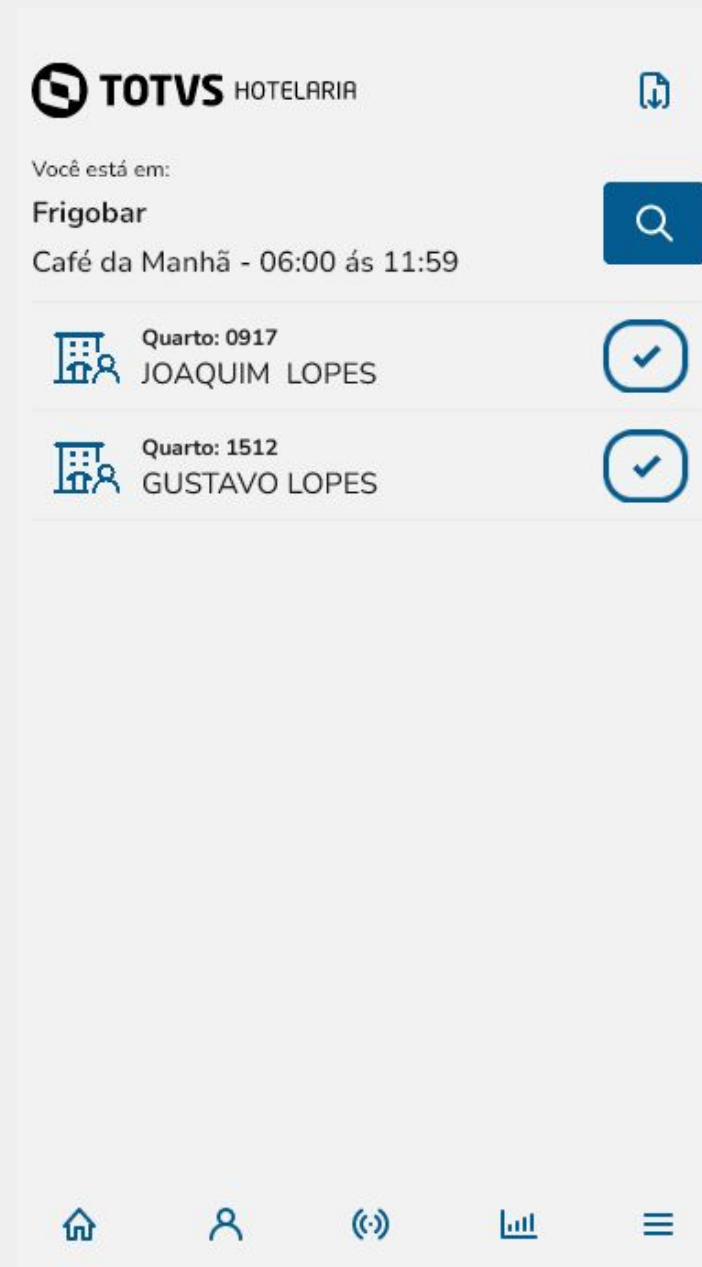 TOTVS HOTELARIA
Você está em:
Frigobar
Café da Manhã - 06:00 ás 11:59
Quarto: 0917
JOAQUIM LOPES
Quarto: 1512
GUSTAVO LOPES